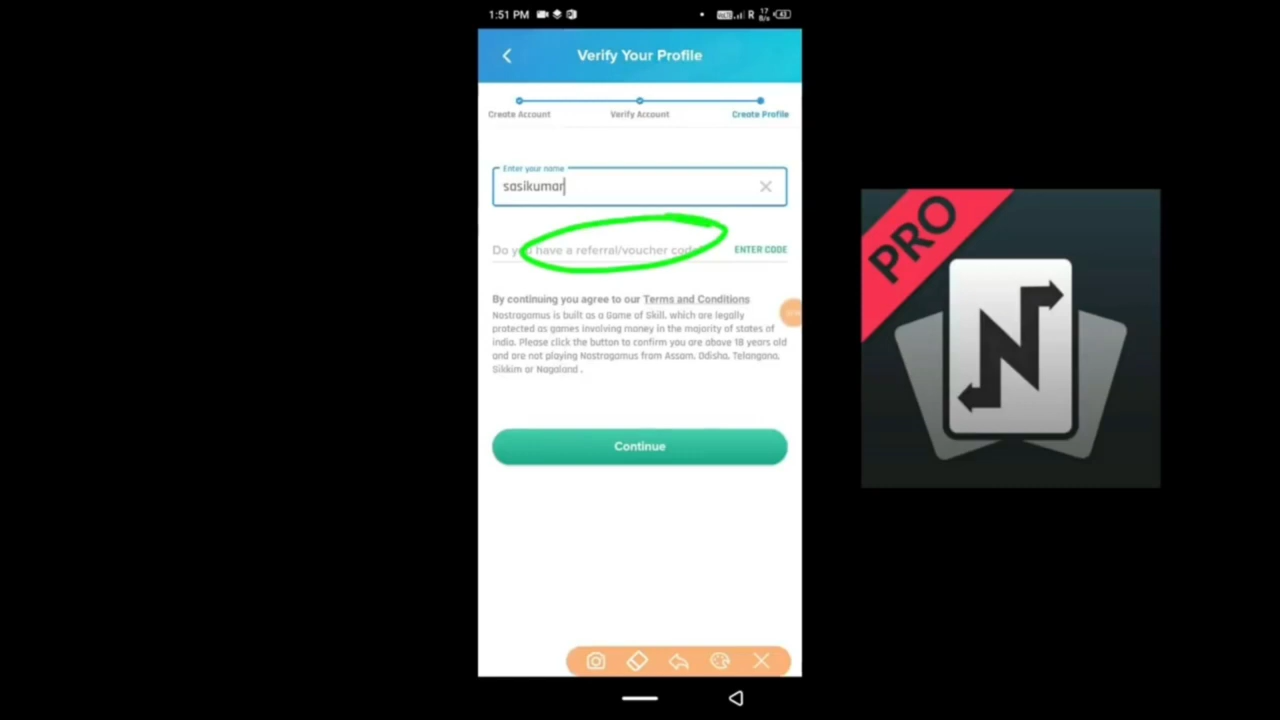 1:51 PM
R 17 B/s 43
Verify Your Profile
Create Account
Verify Account
Create Profile
Enter your name
sasikumar
Do you have a referral/voucher code?
ENTER CODE
By continuing you agree to our Terms and Conditions
Nostragamus is built as a Game of Skill, which are legally
protected as games involving money in the majority of states of
india. Please click the button to confirm you are above 18 years old
and are not playing Nostragamus from Assam, Odisha, Telangana,
Sikkim or Nagaland .
Continue
PRO
N